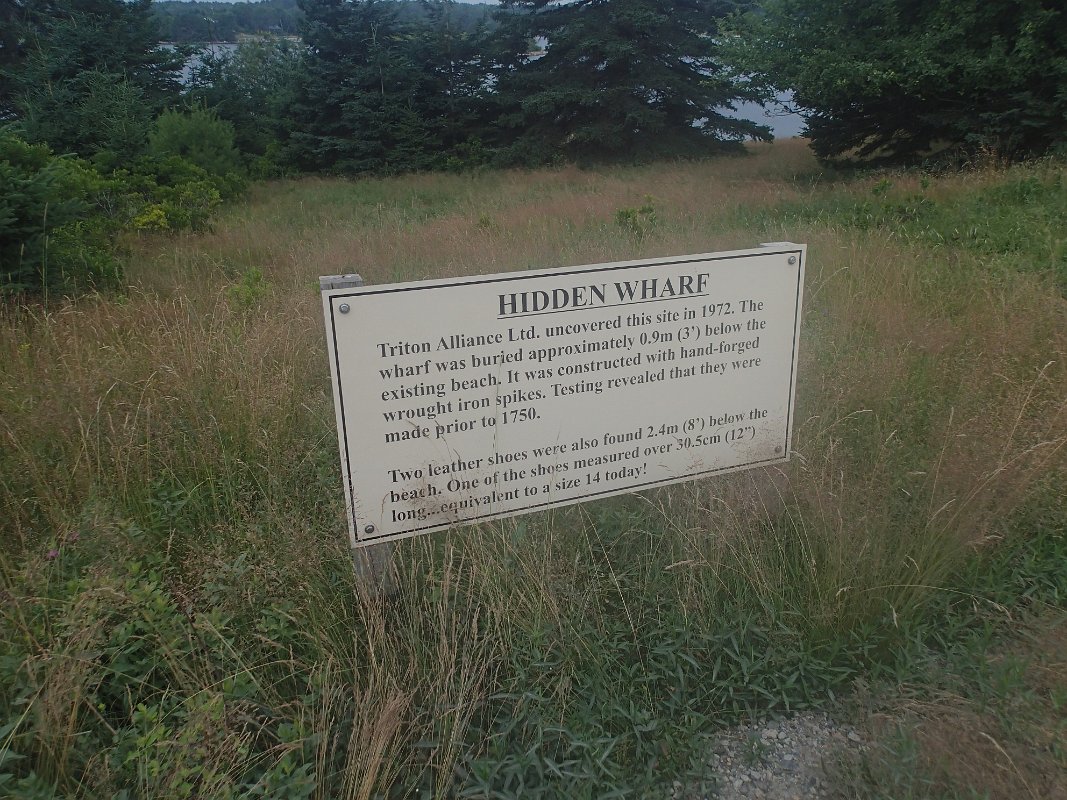 HIDDEN WHARF
Triton Alliance Ltd. uncovered this site in 1972. The
wharf was buried approximately 0.9m (3’) below the
existing beach. It was constructed with hand-forged
wrought iron spikes. Testing revealed that they were
made prior to 1750.
Two leather shoes were also found 2.4m (8’) below the
beach. One of the shoes measured over 30.5cm (12”)
long...equivalent to a size 14 today!